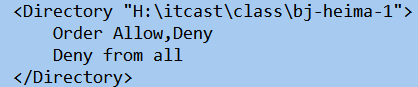 <Directory "H:\itcast\class\bj-heima-1">
Order Allow,Deny
Deny from all
</Directory>